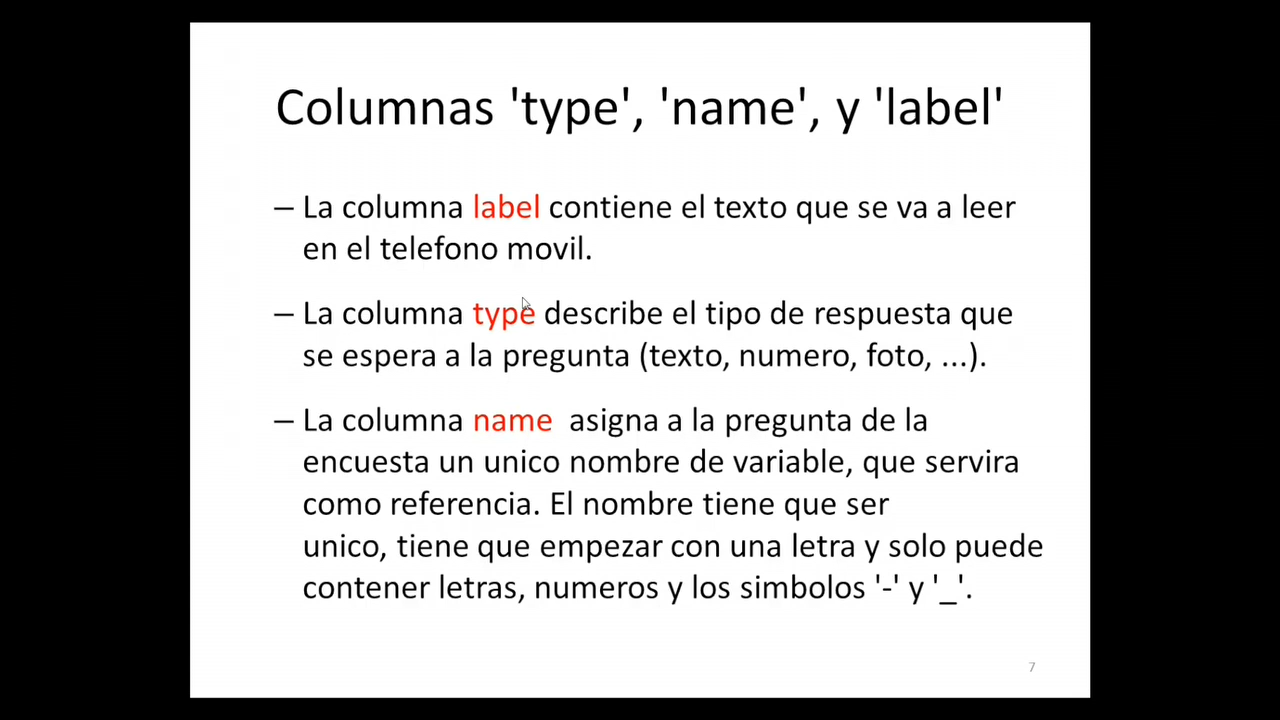 Columnas 'type', 'name', y 'label'
– La columna label contiene el texto que se va a leer
en el telefono movil.
– La columna type describe el tipo de respuesta que
se espera a la pregunta (texto, numero, foto, ...).
– La columna name asigna a la pregunta de la
encuesta un unico nombre de variable, que servira
como referencia. El nombre tiene que ser
unico, tiene que empezar con una letra y solo puede
contener letras, numeros y los simbolos '-' y '_'.
7